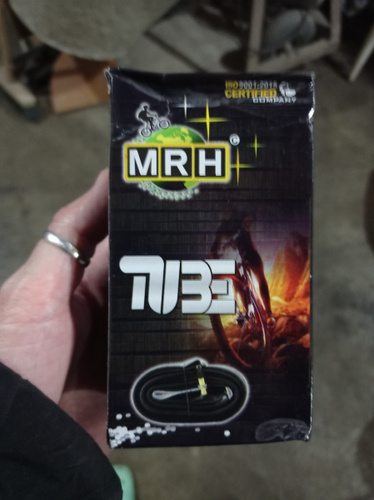 ISO 9001:2015
CERTIFIED
COMPANY
MRH
©
TUBE